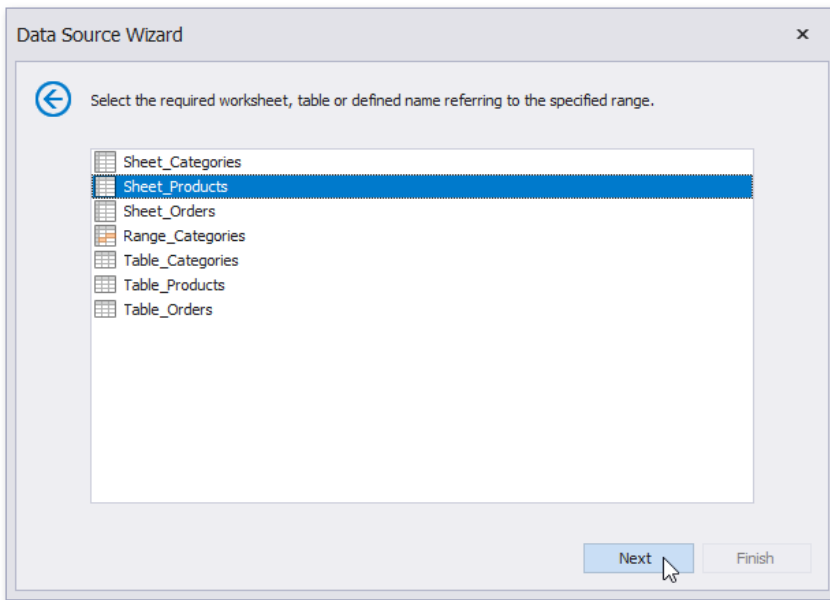 Data Source Wizard
Select the required worksheet, table or defined name referring to the specified range.
Sheet_Categories
Sheet_Products
Sheet_Orders
Range_Categories
Table_Categories
Table_Products
Table_Orders
Next
Finish